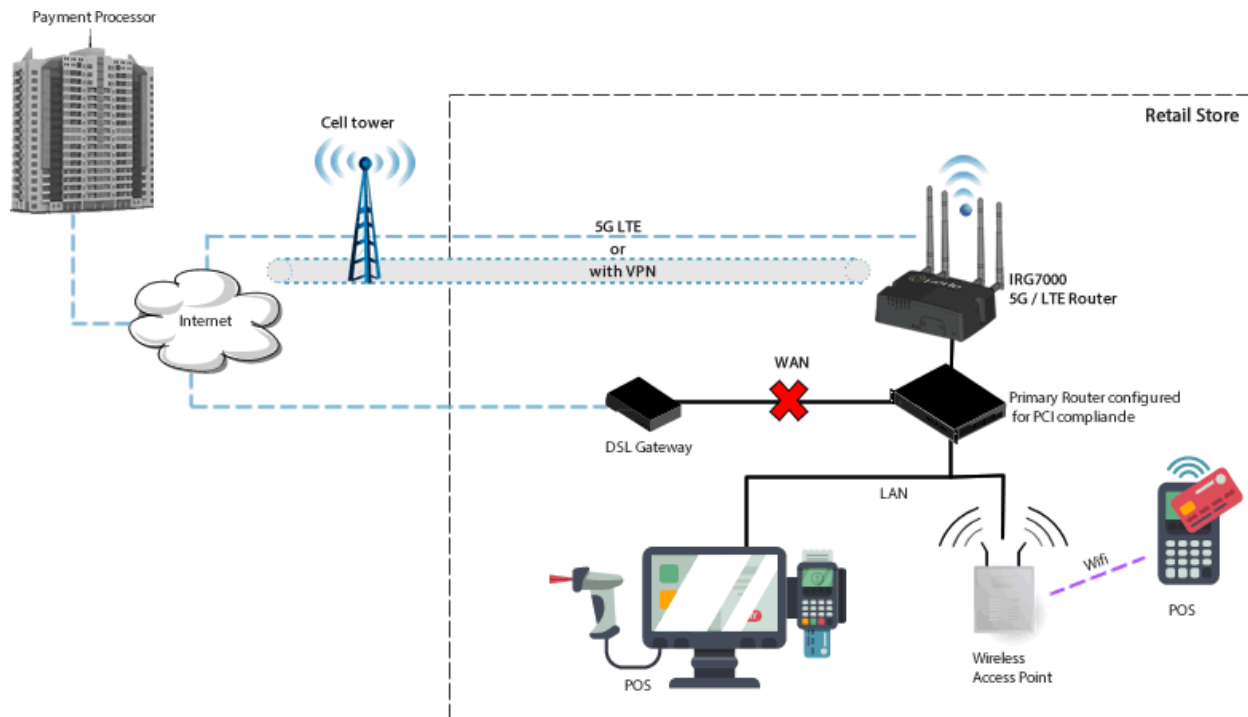 Payment Processor
Retail Store
Cell tower
5G LTE
or
with VPN
IRG7000
5G / LTE Router
Internet
WAN
Primary Router configured
for PCI compliande
DSL Gateway
LAN
Wifi
POS
Wireless
Access Point
POS